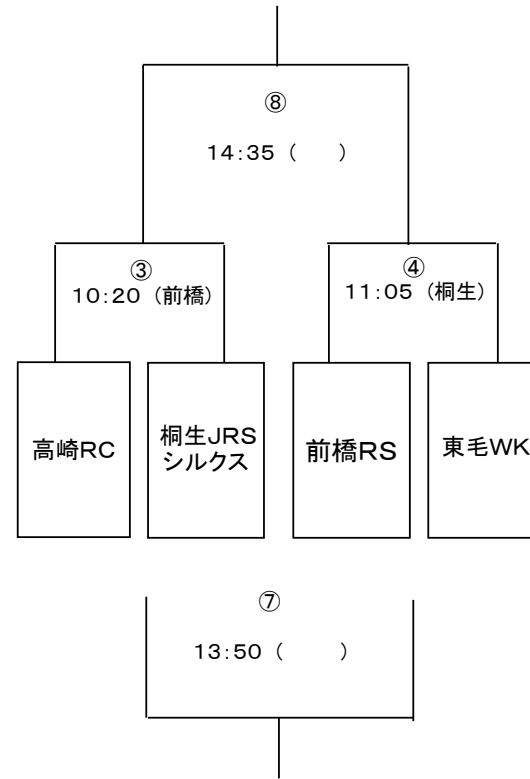 ⑧
14:35（　　）
③
10:20（前橋）
④
11:05（桐生）
高崎RC
桐生JRS
シルクス
前橋RS
東毛WK
⑦
13:50（　　）